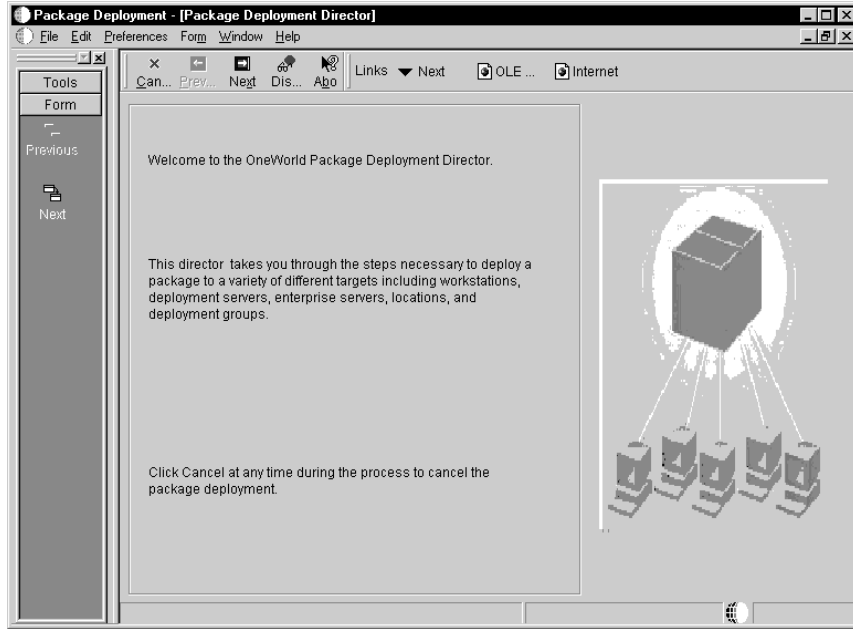 Package Deployment - [Package Deployment Director]
File Edit Preferences Form Window Help
Can... Prev... Next Dis... Abo Links Next OLE ... Internet
Tools
Form
Previous
Next
Welcome to the OneWorld Package Deployment Director.
This director takes you through the steps necessary to deploy a
package to a variety of different targets including workstations,
deployment servers, enterprise servers, locations, and
deployment groups.
Click Cancel at any time during the process to cancel the
package deployment.